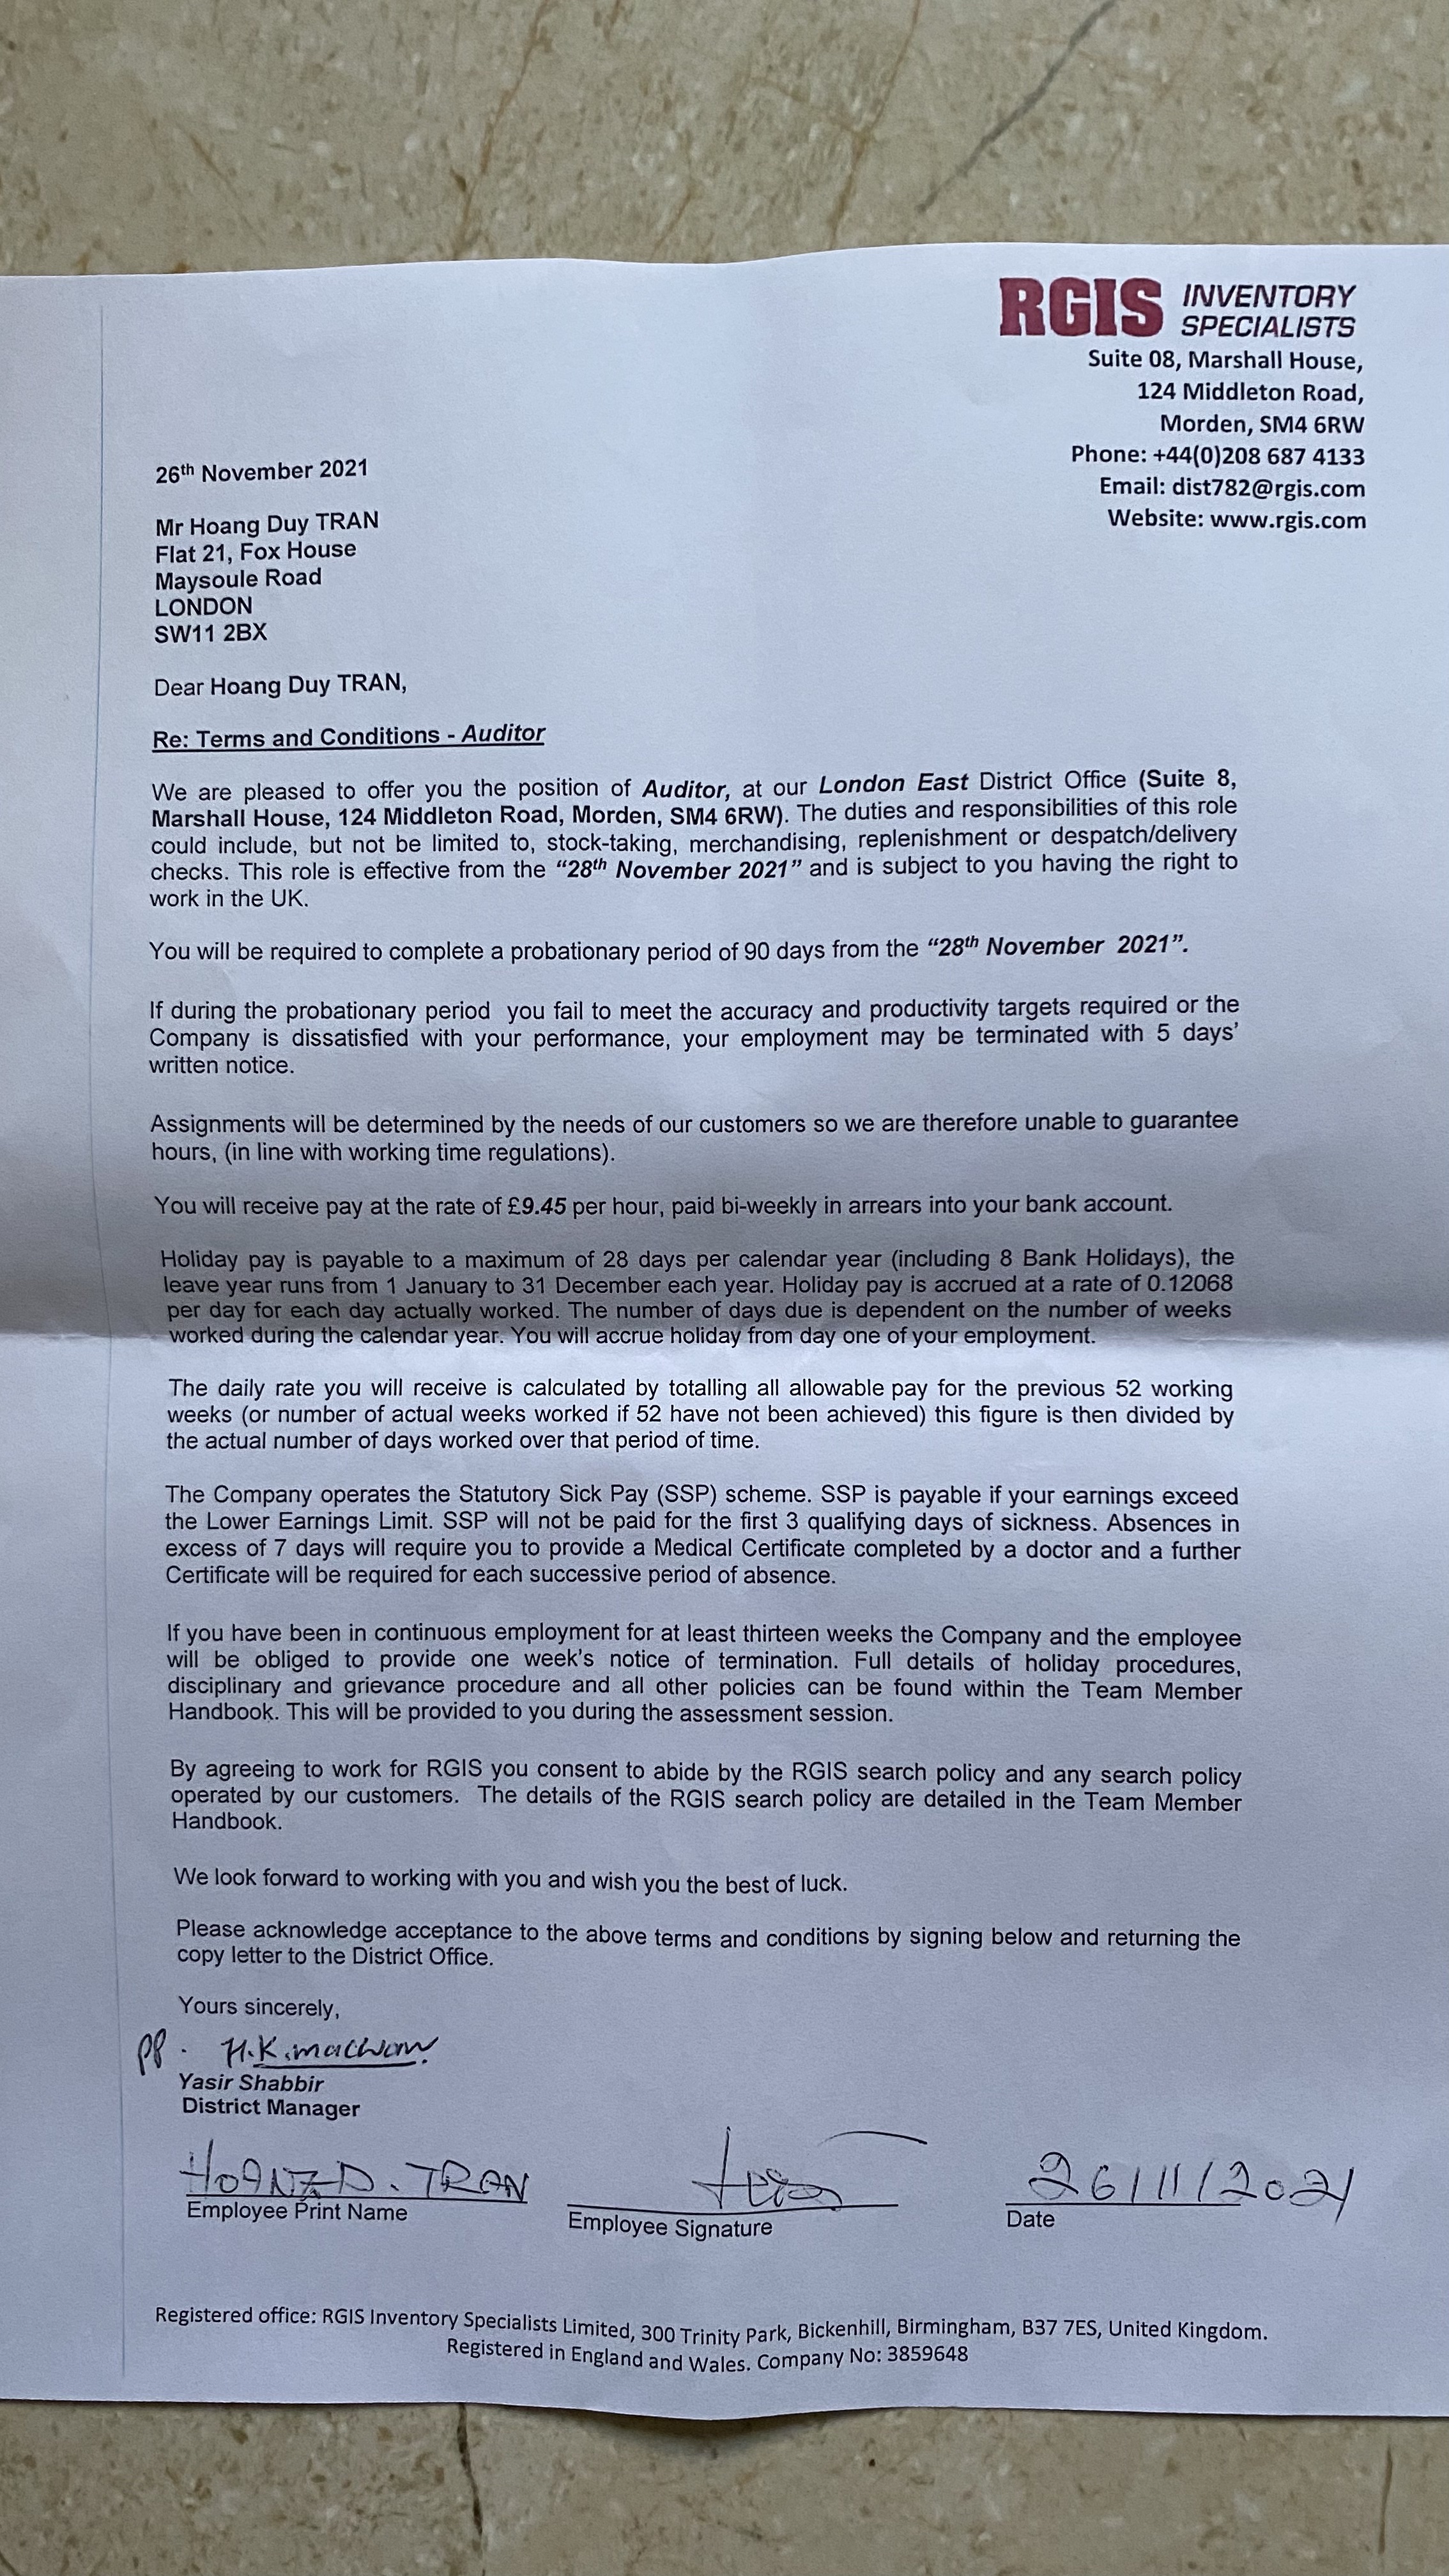 RGIS INVENTORY
SPECIALISTS
Suite 08, Marshall House,
124 Middleton Road,
Morden, SM4 6RW
Phone: +44(0)208 687 4133
Email: dist782@rgis.com
Website: www.rgis.com
26th November 2021
Mr Hoang Duy TRAN
Flat 21, Fox House
Maysoule Road
LONDON
SW11 2BX
Dear Hoang Duy TRAN,
Re: Terms and Conditions - Auditor
We are pleased to offer you the position of Auditor, at our London East District Office (Suite 8,
Marshall House, 124 Middleton Road, Morden, SM4 6RW). The duties and responsibilities of this role
could include, but not be limited to, stock-taking, merchandising, replenishment or despatch/delivery
checks. This role is effective from the “28th November 2021” and is subject to you having the right to
work in the UK.
You will be required to complete a probationary period of 90 days from the “28th November 2021”.
If during the probationary period you fail to meet the accuracy and productivity targets required or the
Company is dissatisfied with your performance, your employment may be terminated with 5 days’
written notice.
Assignments will be determined by the needs of our customers so we are therefore unable to guarantee
hours, (in line with working time regulations).
You will receive pay at the rate of £9.45 per hour, paid bi-weekly in arrears into your bank account.
Holiday pay is payable to a maximum of 28 days per calendar year (including 8 Bank Holidays), the
leave year runs from 1 January to 31 December each year. Holiday pay is accrued at a rate of 0.12068
per day for each day actually worked. The number of days due is dependent on the number of weeks
worked during the calendar year. You will accrue holiday from day one of your employment.
The daily rate you will receive is calculated by totalling all allowable pay for the previous 52 working
weeks (or number of actual weeks worked if 52 have not been achieved) this figure is then divided by
the actual number of days worked over that period of time.
The Company operates the Statutory Sick Pay (SSP) scheme. SSP is payable if your earnings exceed
the Lower Earnings Limit. SSP will not be paid for the first 3 qualifying days of sickness. Absences in
excess of 7 days will require you to provide a Medical Certificate completed by a doctor and a further
Certificate will be required for each successive period of absence.
If you have been in continuous employment for at least thirteen weeks the Company and the employee
will be obliged to provide one week’s notice of termination. Full details of holiday procedures,
disciplinary and grievance procedure and all other policies can be found within the Team Member
Handbook. This will be provided to you during the assessment session.
By agreeing to work for RGIS you consent to abide by the RGIS search policy and any search policy
operated by our customers. The details of the RGIS search policy are detailed in the Team Member
Handbook.
We look forward to working with you and wish you the best of luck.
Please acknowledge acceptance to the above terms and conditions by signing below and returning the
copy letter to the District Office.
Yours sincerely,
pp. H.K.
Yasir Shabbir
District Manager
HOANG D. TRAN 26/11/2021
Employee Print Name Employee Signature Date
Registered office: RGIS Inventory Specialists Limited, 300 Trinity Park, Bickenhill, Birmingham, B37 7ES, United Kingdom.
Registered in England and Wales. Company No: 3859648